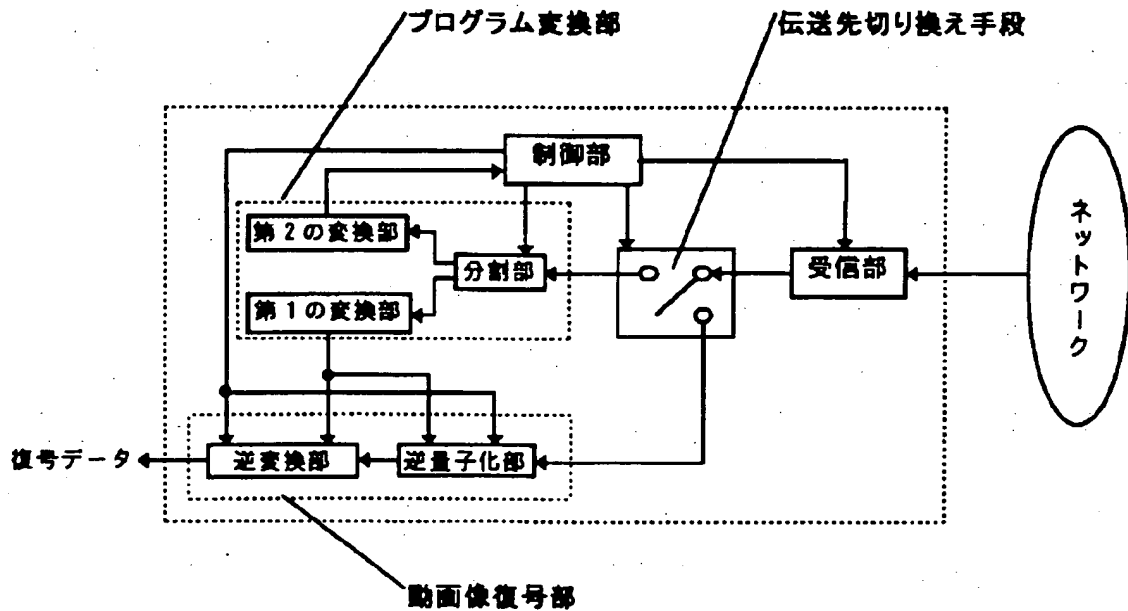 プログラム変換部
伝送先切り換え手段
制御部
第2の変換部
分割部
受信部
第1の変換部
ネットワーク
復号データ
逆変換部
逆量子化部
動画像復号部